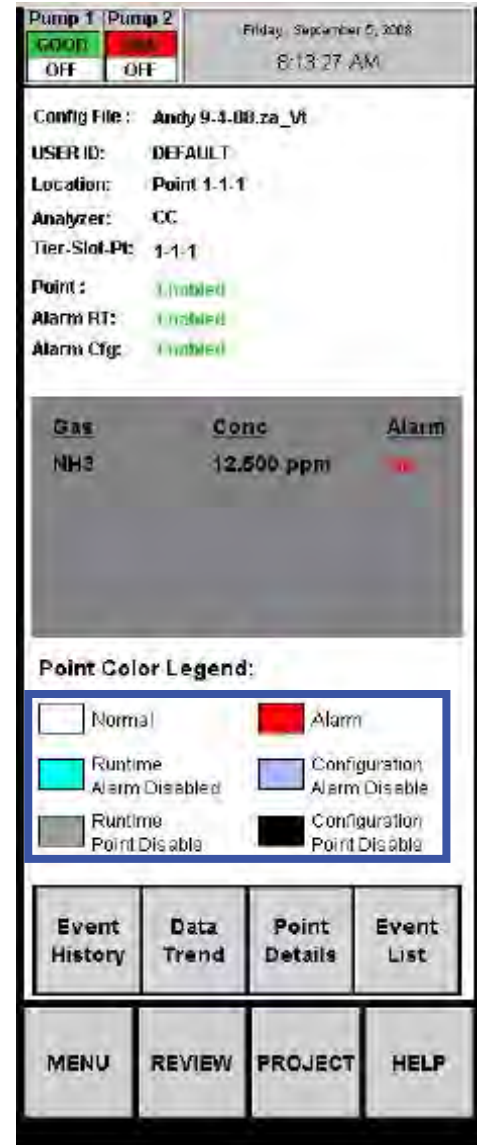 Pump 1 Pump 2
GOOD
OFF OFF
Friday, September 5, 2008
8:13:27 AM
Config File: Andy 9-4-08.za_Vt
USER ID: DEFAULT
Location: Point 1-1-1
Analyzer: CC
Tier-Slot-Pt: 1-1-1
Point: Enabled
Alarm RT: Enabled
Alarm Cfg: Enabled
Gas Conc Alarm
NH3 12.500 ppm
Point Color Legend:
Normal
Alarm
Runtime
Alarm Disabled
Configuration
Alarm Disable
Runtime
Point Disable
Configuration
Point Disable
Event
History
Data
Trend
Point
Details
Event
List
MENU REVIEW PROJECT HELP